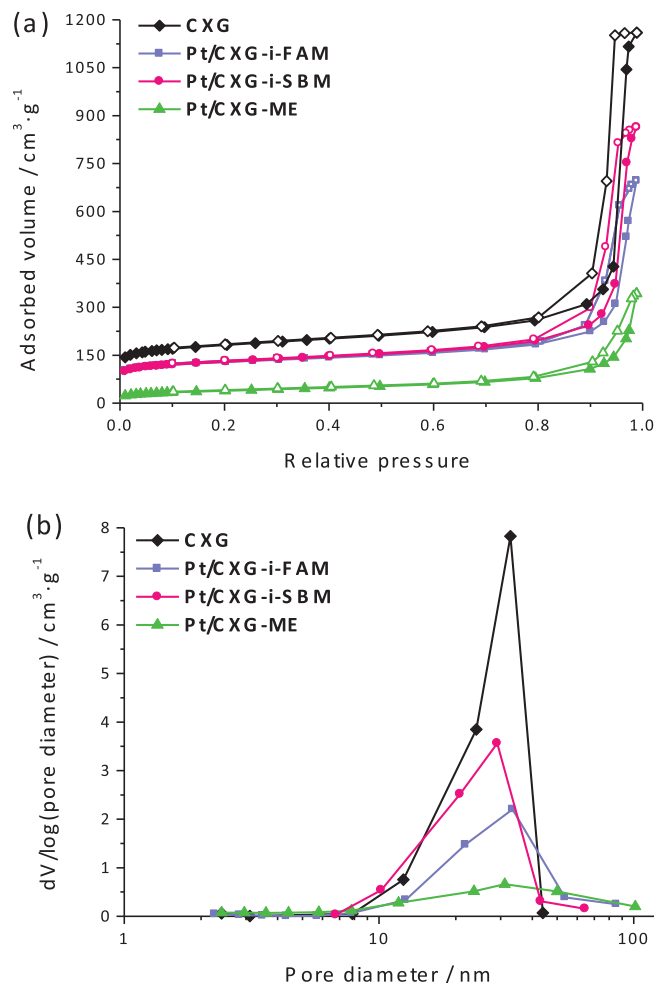 (a)
CXG
Pt/CXG-i-FAM
Pt/CXG-i-SBM
Pt/CXG-ME
Adsorbed volume / cm³·g⁻¹
1200
1050
900
750
600
450
300
150
0
0.0 0.2 0.4 0.6 0.8 1.0
Relative pressure
(b)
CXG
Pt/CXG-i-FAM
Pt/CXG-i-SBM
Pt/CXG-ME
dV/log(pore diameter) / cm³·g⁻¹
8
7
6
5
4
3
2
1
0
1 10 100
Pore diameter / nm